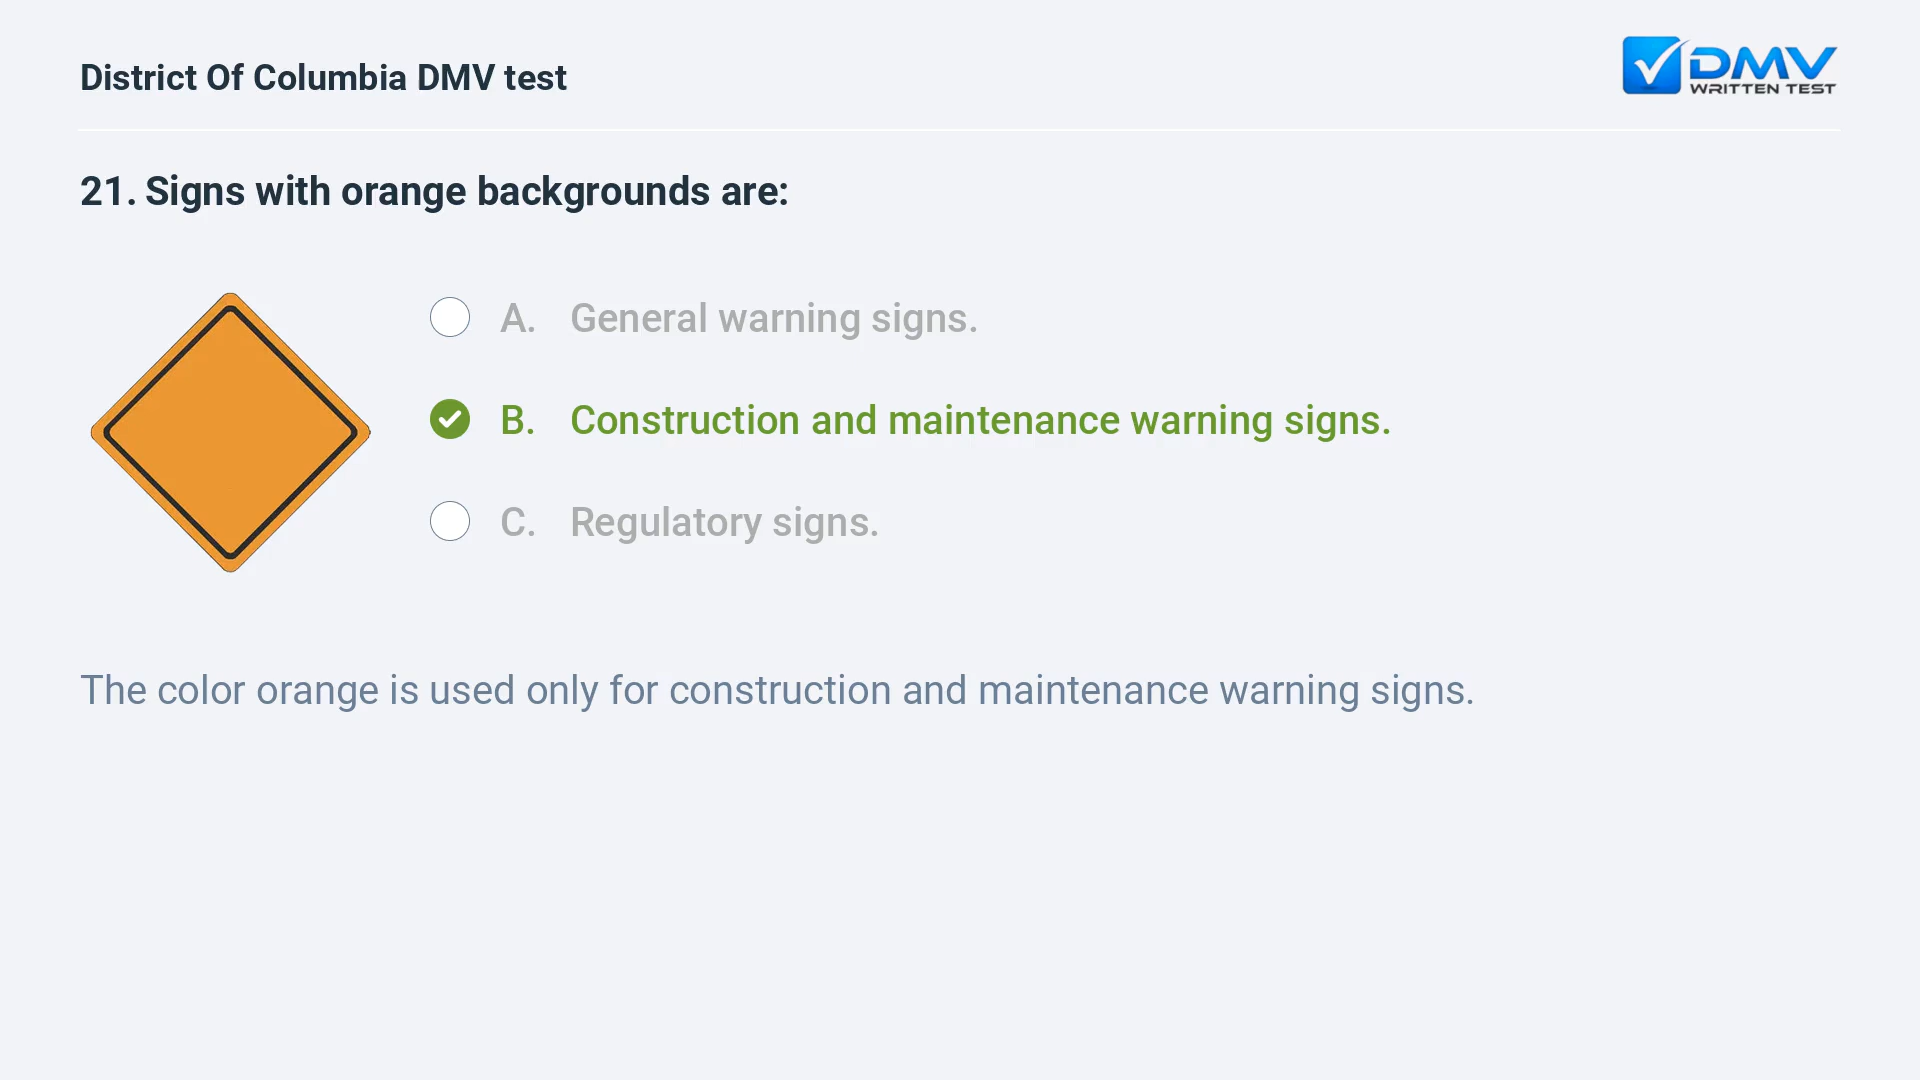 District Of Columbia DMV test
DMV
WRITTEN TEST
21. Signs with orange backgrounds are:
A. General warning signs.
B. Construction and maintenance warning signs.
C. Regulatory signs.
The color orange is used only for construction and maintenance warning signs.